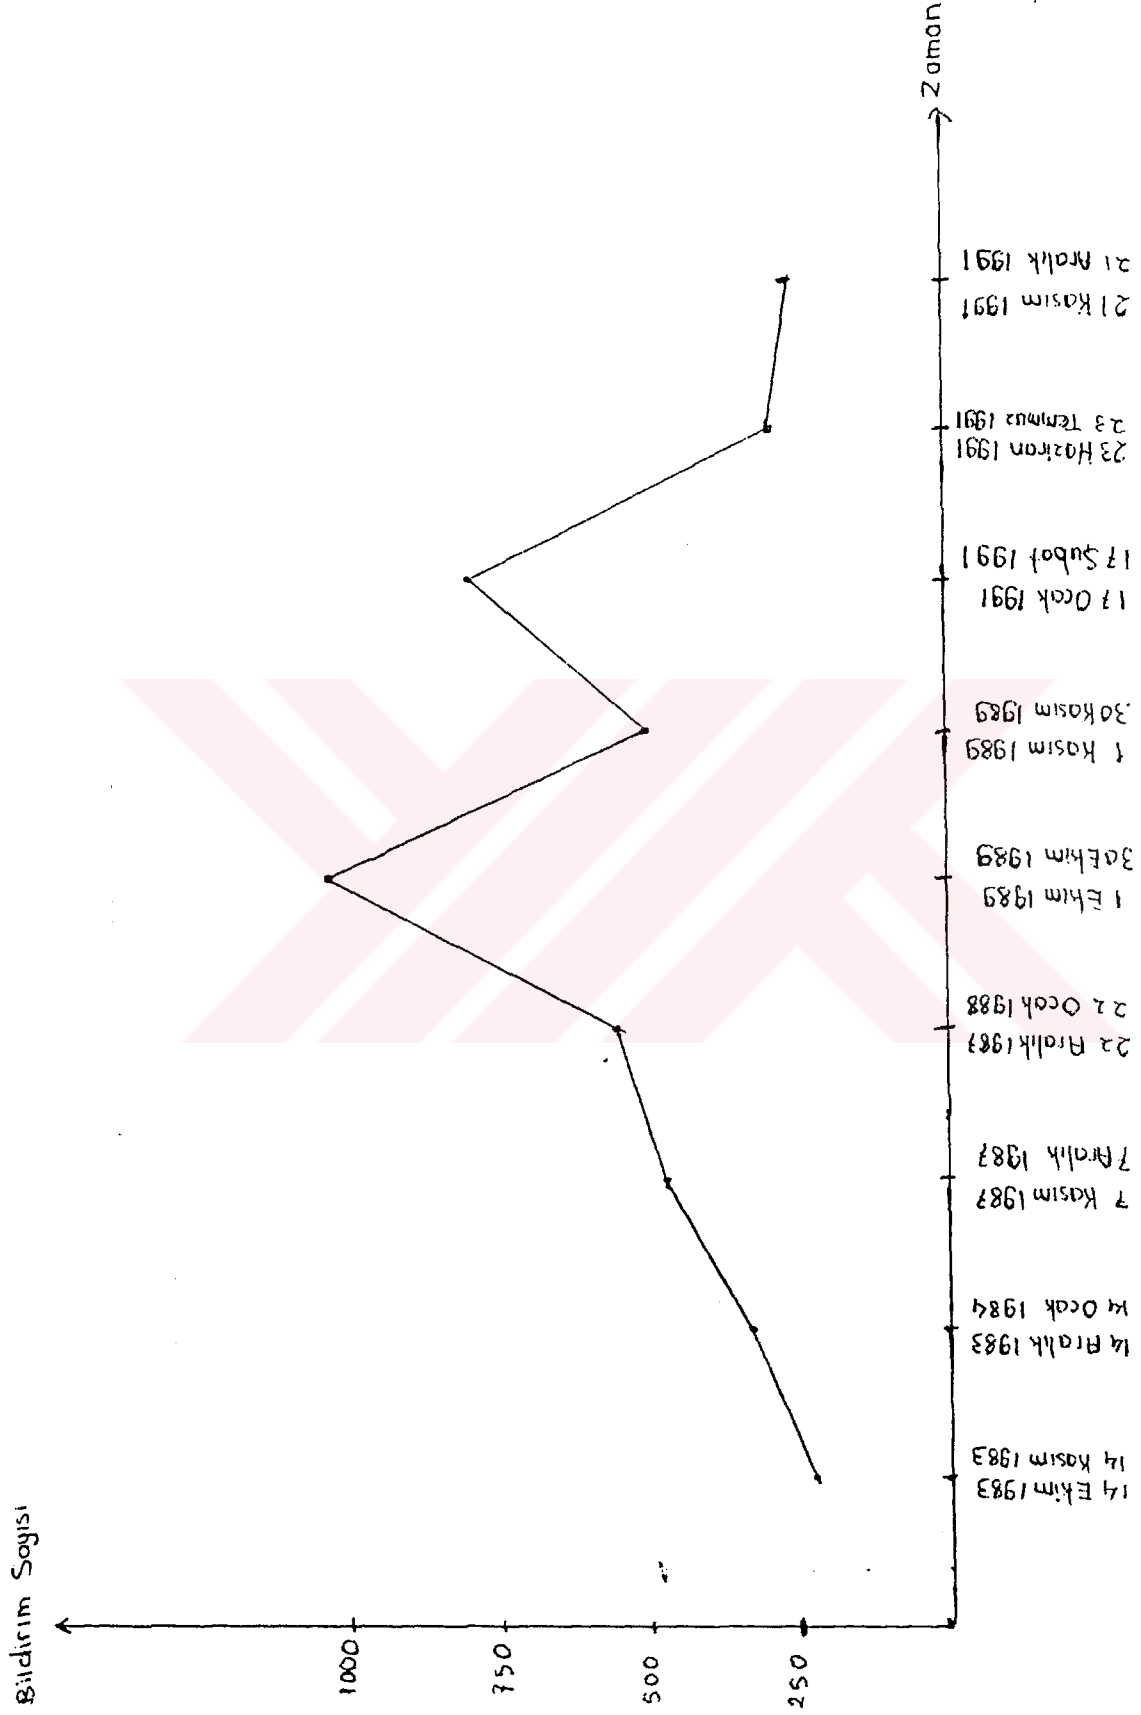 Bildirim Sayısı
1000
750
500
250
14 Ekim 1983
14 Kasım 1983
14 Aralık 1983
14 Ocak 1984
7 Kasım 1987
7 Aralık 1987
22 Aralık 1987
22 Ocak 1988
1 Ekim 1989
30 Ekim 1989
1 Kasım 1989
30 Kasım 1989
17 Ocak 1991
17 Şubat 1991
23 Haziran 1991
23 Temmuz 1991
21 Kasım 1991
21 Aralık 1991
Zaman